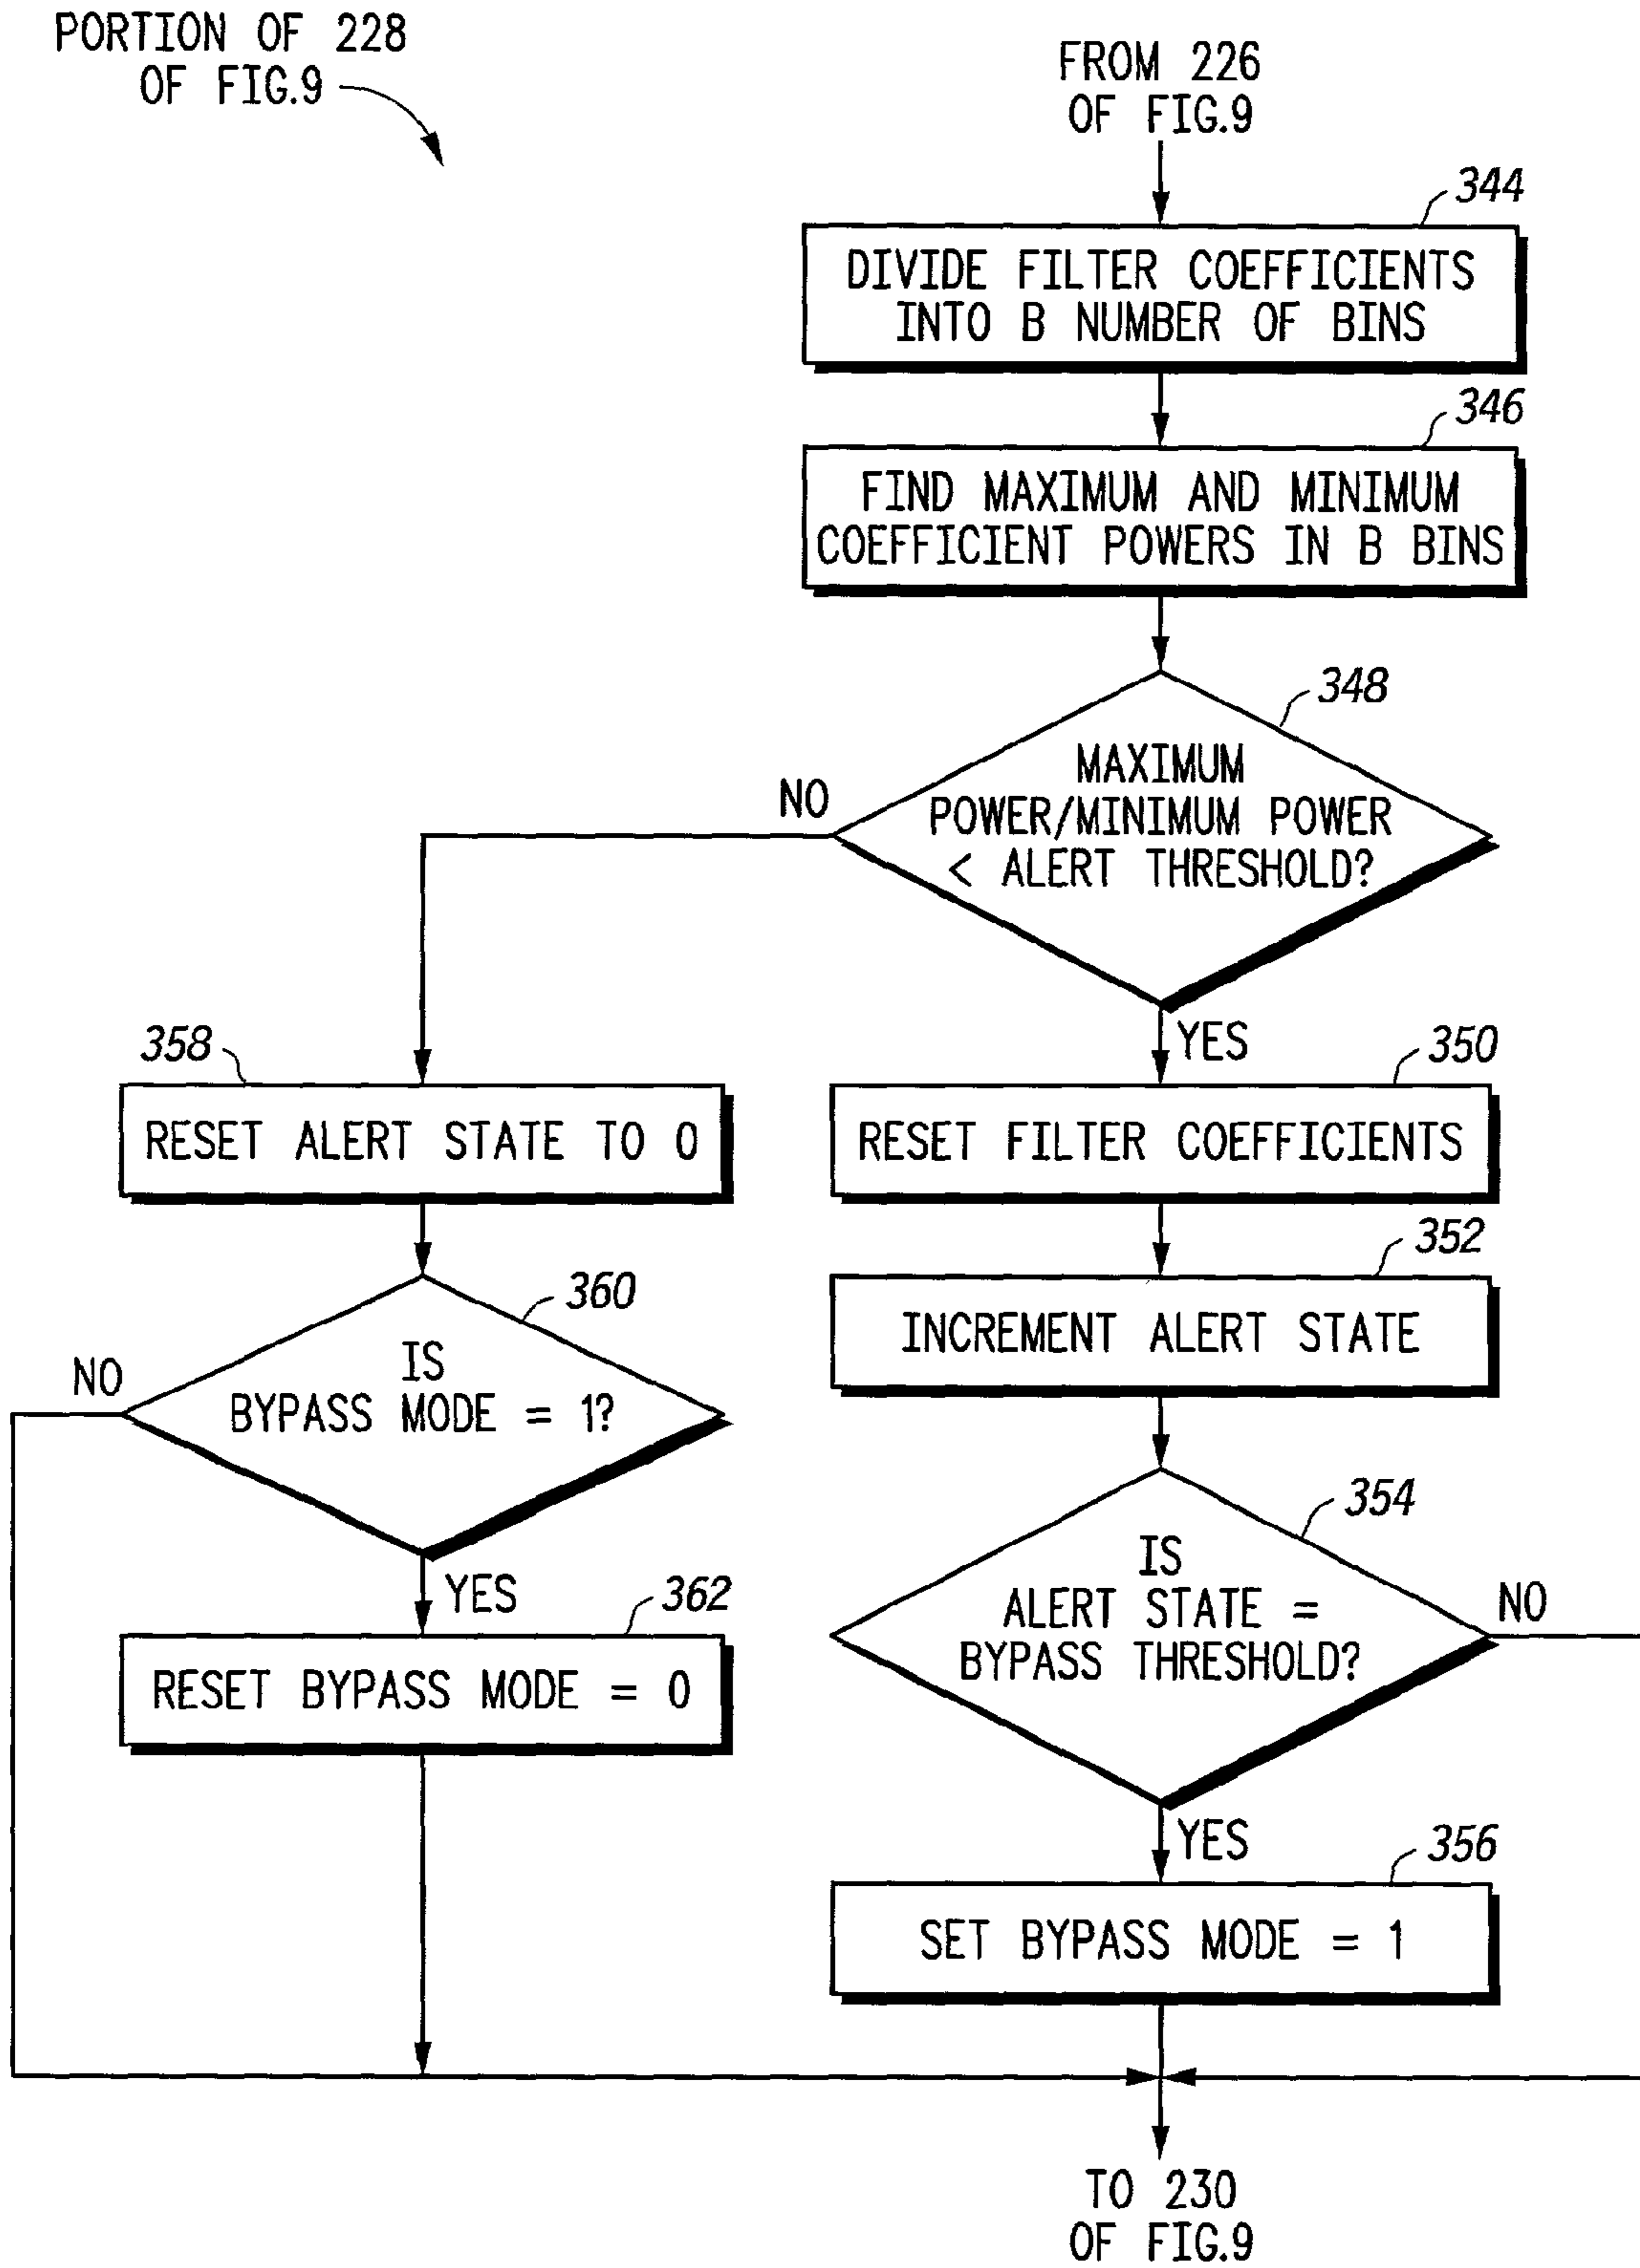 PORTION OF 228
OF FIG.9
FROM 226
OF FIG.9
344
DIVIDE FILTER COEFFICIENTS
INTO B NUMBER OF BINS
346
FIND MAXIMUM AND MINIMUM
COEFFICIENT POWERS IN B BINS
348
MAXIMUM
POWER/MINIMUM POWER
< ALERT THRESHOLD?
NO
YES
358
RESET ALERT STATE TO 0
350
RESET FILTER COEFFICIENTS
352
INCREMENT ALERT STATE
360
IS
BYPASS MODE = 1?
NO
YES
354
IS
ALERT STATE =
BYPASS THRESHOLD?
NO
YES
362
RESET BYPASS MODE = 0
356
SET BYPASS MODE = 1
TO 230
OF FIG.9